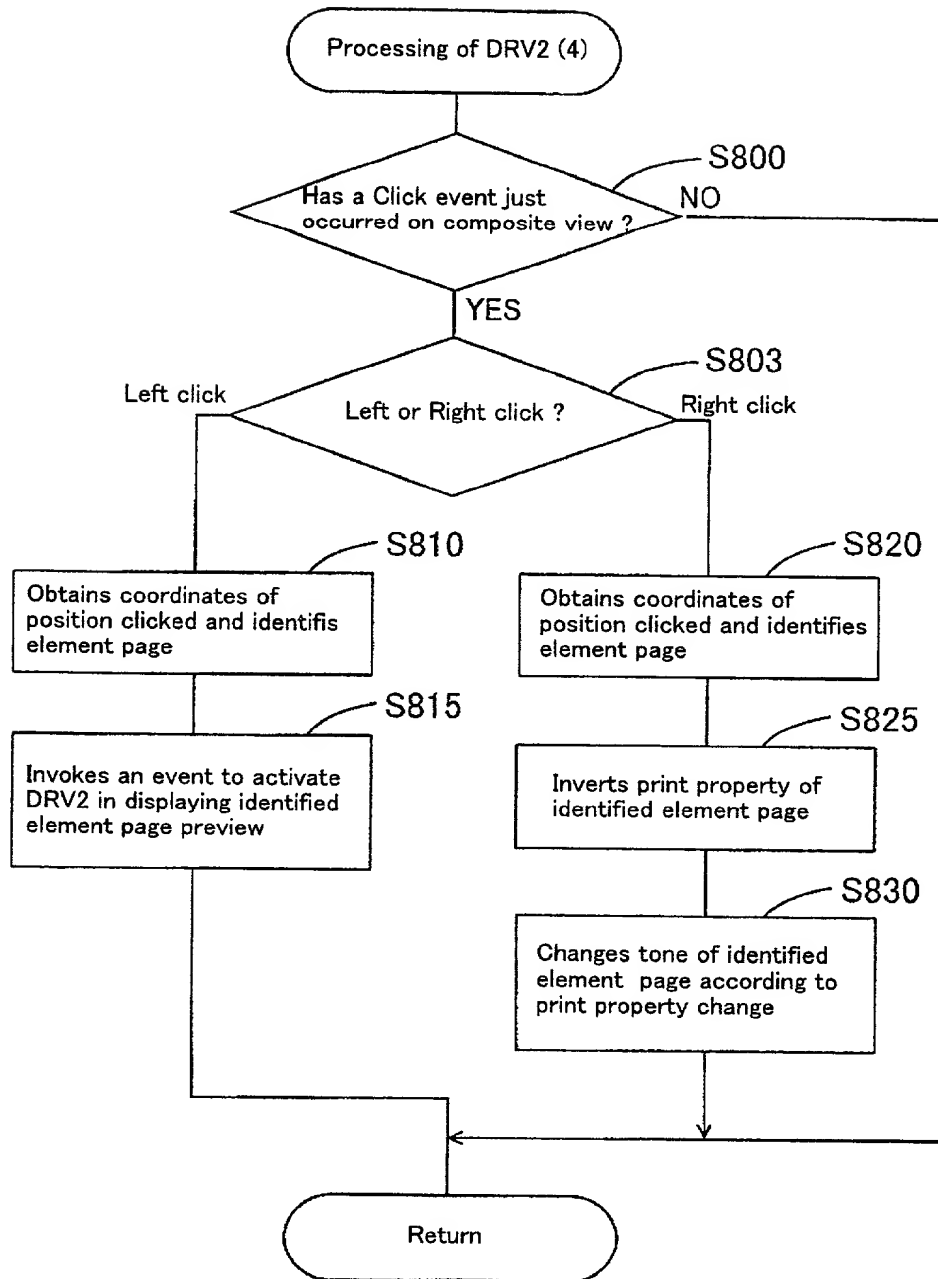 Processing of DRV2 (4)
S800
Has a Click event just
occurred on composite view ?
NO
YES
S803
Left click
Left or Right click ?
Right click
S810
Obtains coordinates of
position clicked and identifis
element page
S815
Invokes an event to activate
DRV2 in displaying identified
element page preview
S820
Obtains coordinates of
position clicked and identifies
element page
S825
Inverts print property of
identified element page
S830
Changes tone of identified
element page according to
print property change
Return